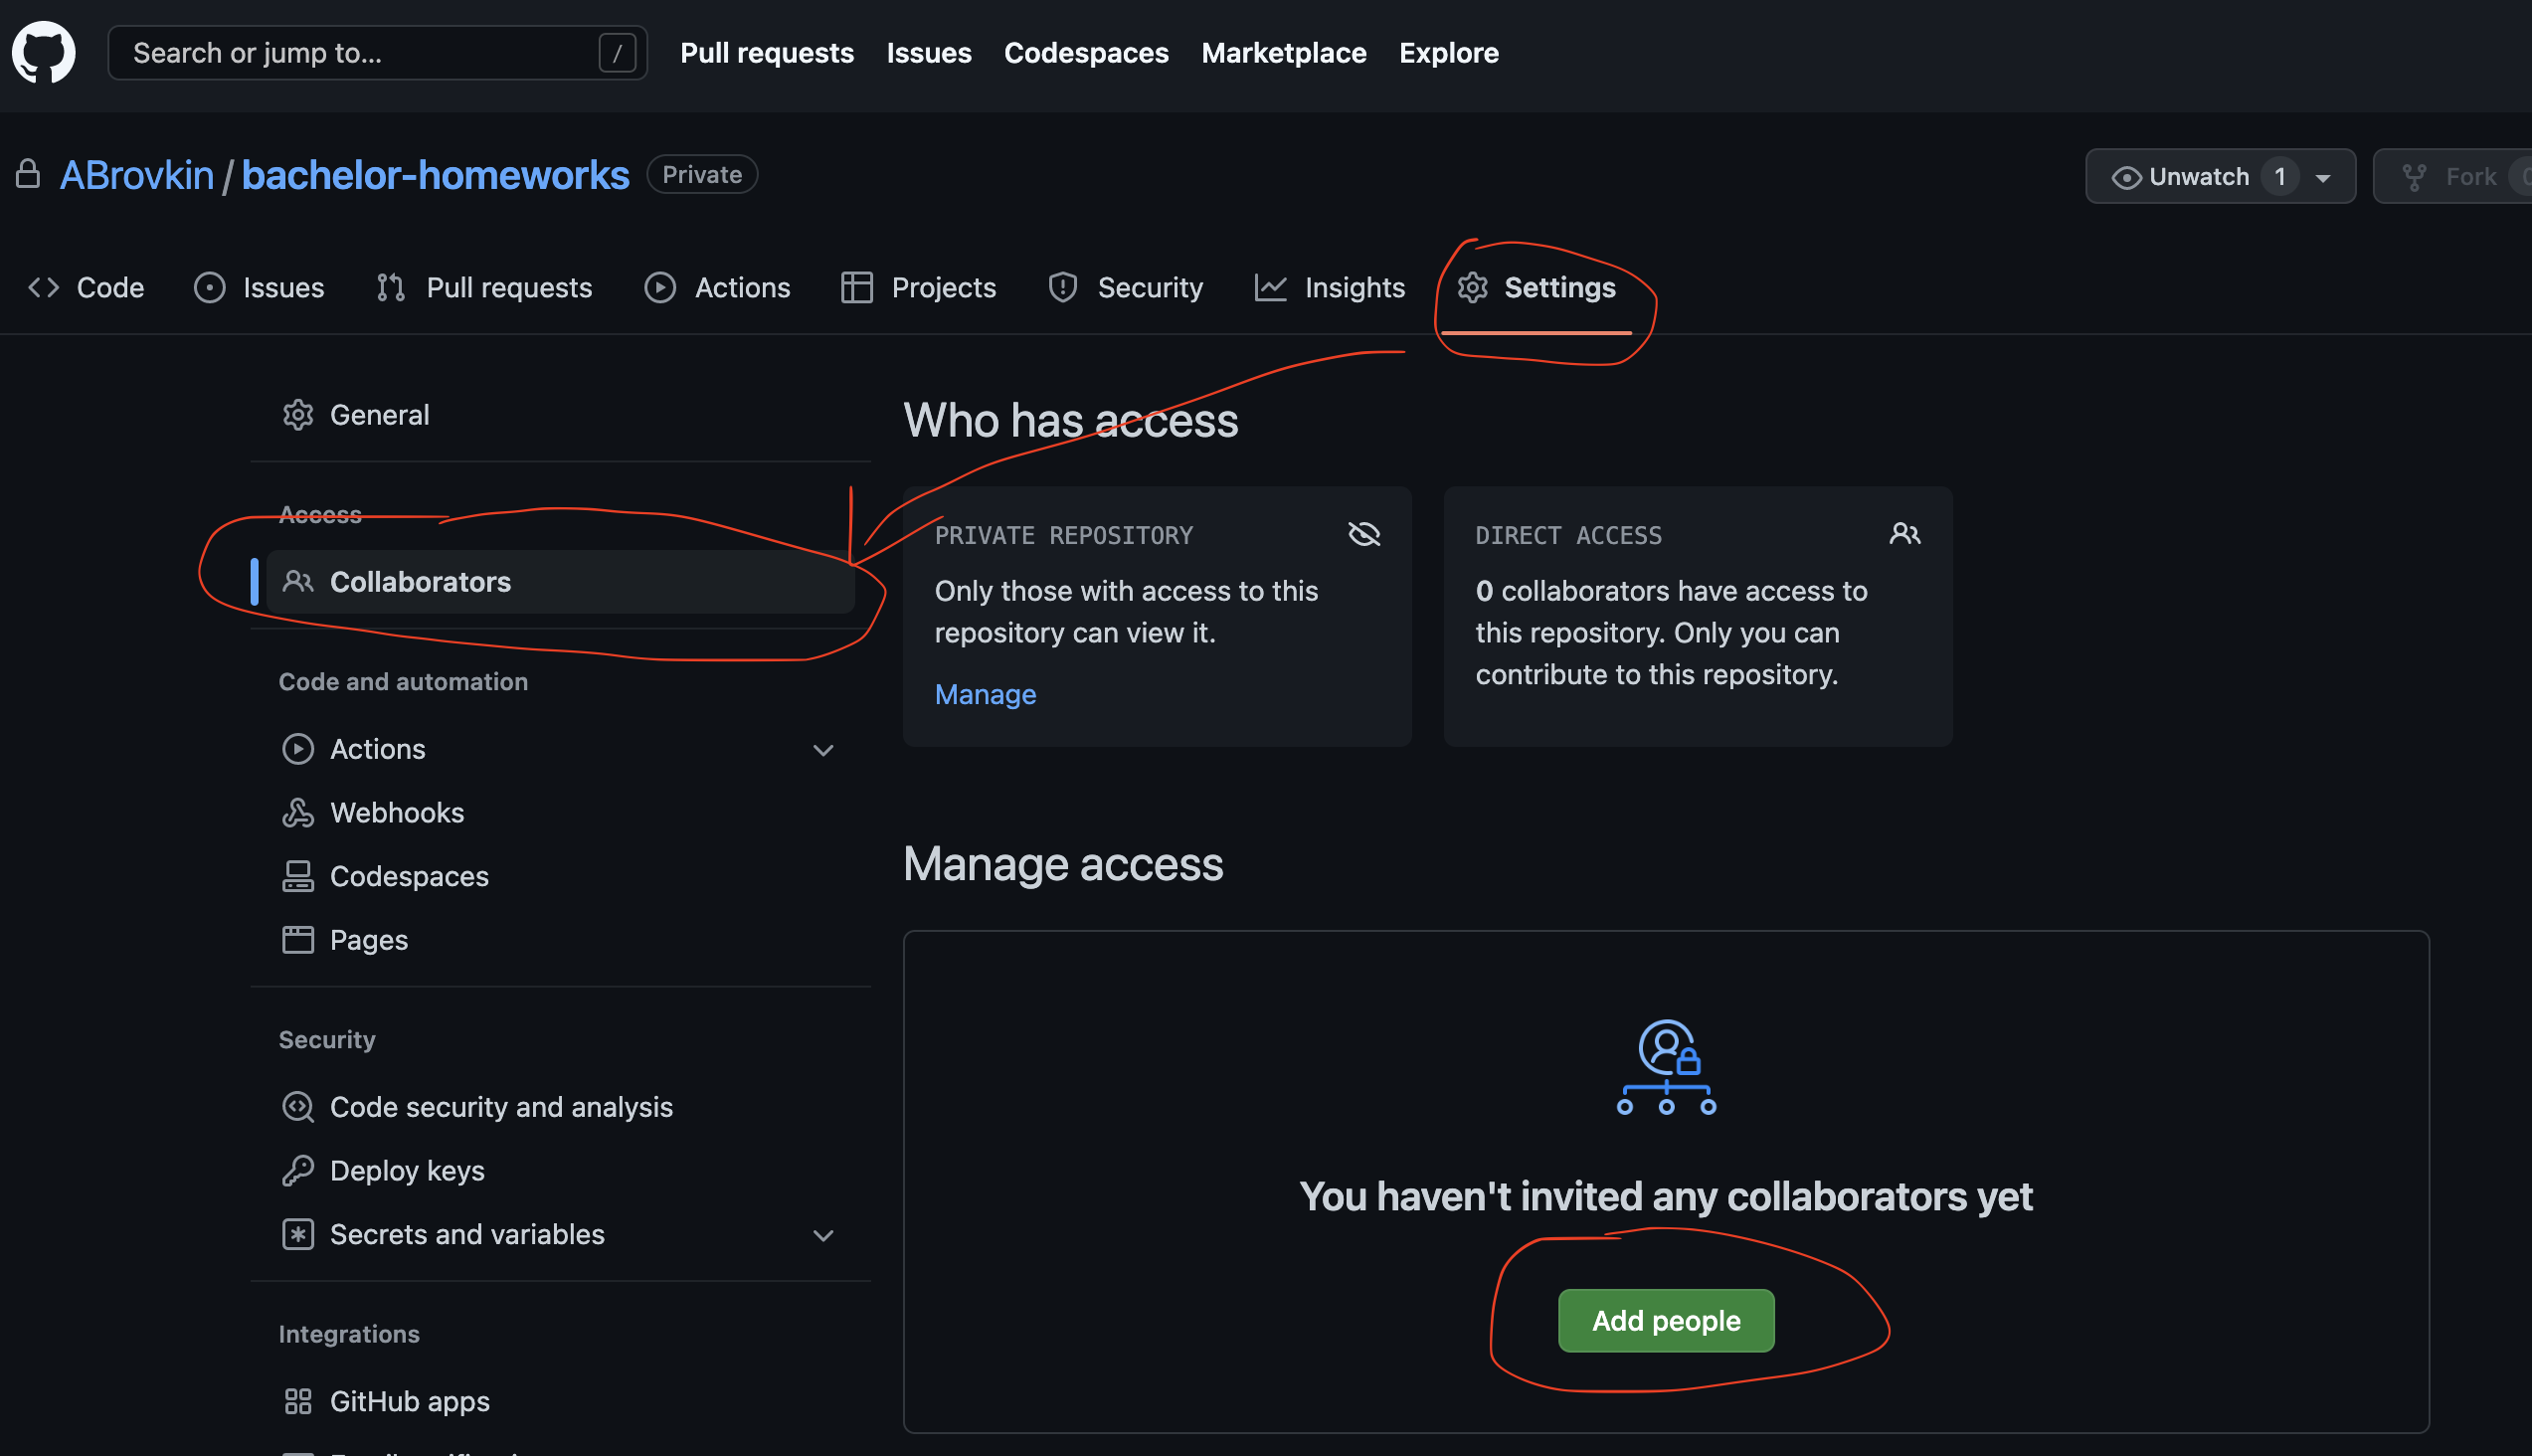 Search or jump to... /
Pull requests Issues Codespaces Marketplace Explore
ABrovkin / bachelor-homeworks Private
Unwatch 1
Fork
Code Issues Pull requests Actions Projects Security Insights Settings
General
Access
Collaborators
Code and automation
Actions
Webhooks
Codespaces
Pages
Security
Code security and analysis
Deploy keys
Secrets and variables
Integrations
GitHub apps
Who has access
PRIVATE REPOSITORY
Only those with access to this
repository can view it.
Manage
DIRECT ACCESS
0 collaborators have access to
this repository. Only you can
contribute to this repository.
Manage access
You haven't invited any collaborators yet
Add people